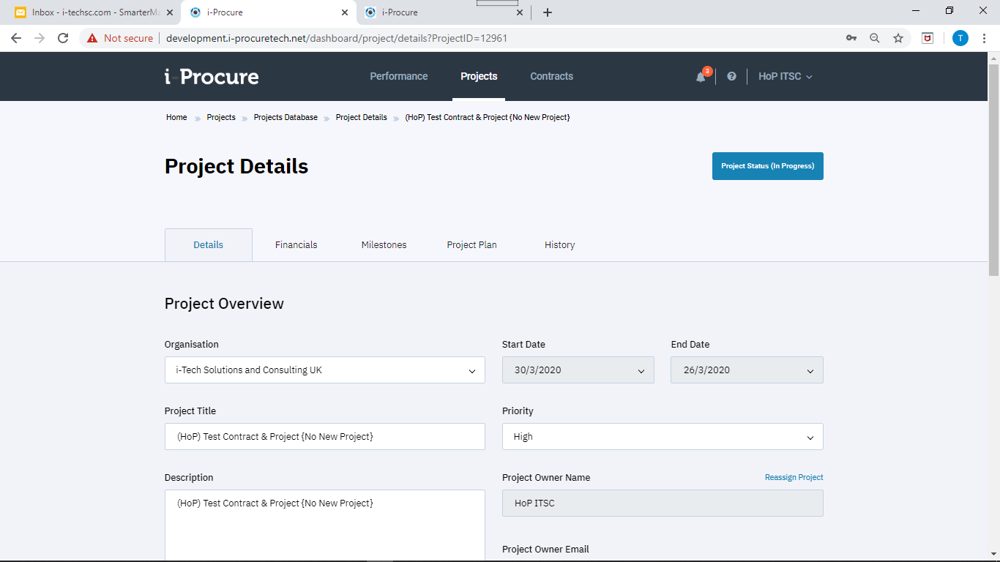 Inbox - i-techsc.com - SmarterMa
i-Procure
i-Procure
Not secure
development.i-procuretech.net/dashboard/project/details?ProjectID=12961
T
i-Procure
Performance
Projects
Contracts
3
HoP ITSC
Home » Projects » Projects Database » Project Details » (HoP) Test Contract & Project {No New Project}
Project Details
Project Status (In Progress)
Details
Financials
Milestones
Project Plan
History
Project Overview
Organisation
Start Date
End Date
i-Tech Solutions and Consulting UK
30/3/2020
26/3/2020
Project Title
Priority
(HoP) Test Contract & Project {No New Project}
High
Description
Project Owner Name
Reassign Project
(HoP) Test Contract & Project {No New Project}
HoP ITSC
Project Owner Email